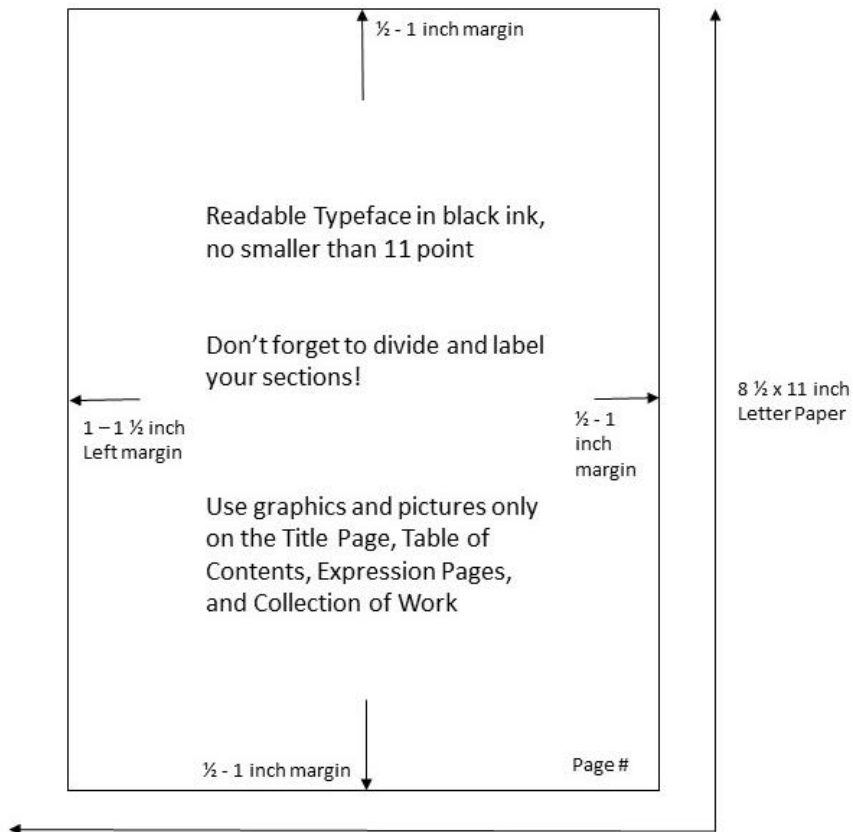 ½ - 1 inch margin
Readable Typeface in black ink,
no smaller than 11 point
Don't forget to divide and label
your sections!
8 ½ x 11 inch
Letter Paper
1 – 1 ½ inch
Left margin
½ - 1
inch
margin
Use graphics and pictures only
on the Title Page, Table of
Contents, Expression Pages,
and Collection of Work
½ - 1 inch margin
Page #